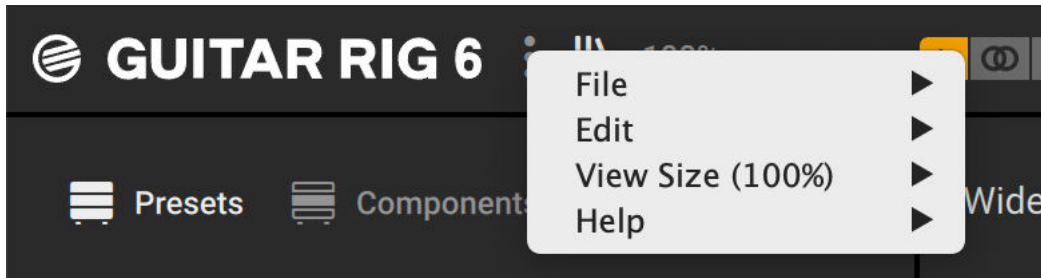 GUITAR RIG 6
File
Edit
View Size (100%)
Help
Presets
Components
Wide